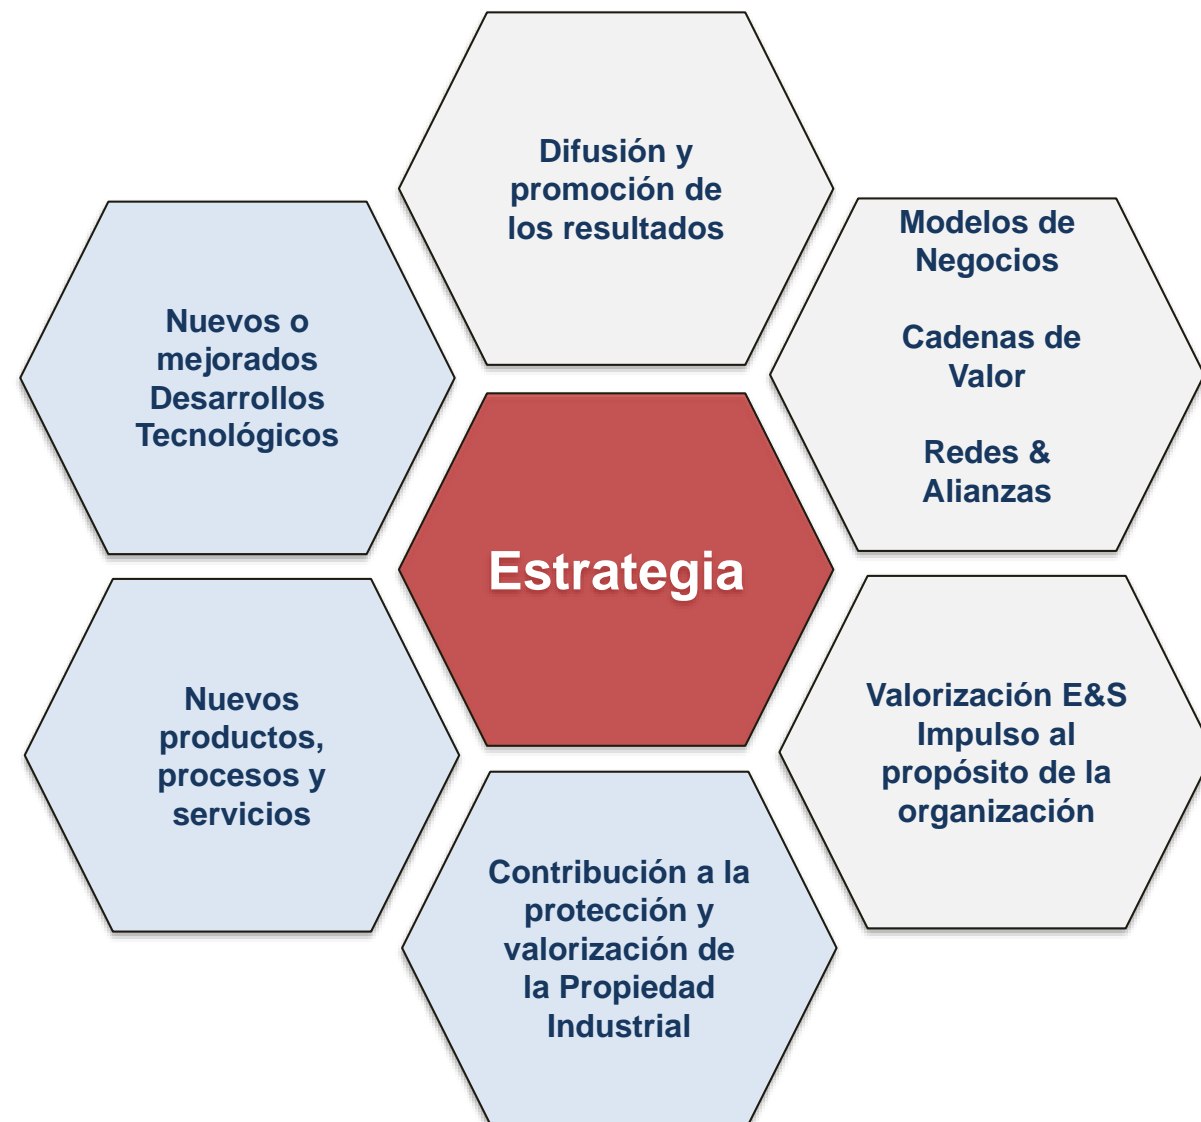 Difusión y
promoción de
los resultados
Modelos de
Negocios
Cadenas de
Valor
Redes &
Alianzas
Nuevos o
mejorados
Desarrollos
Tecnológicos
Estrategia
Nuevos
productos,
procesos y
servicios
Valorización E&S
Impulso al
propósito de la
organización
Contribución a la
protección y
valorización de
la Propiedad
Industrial